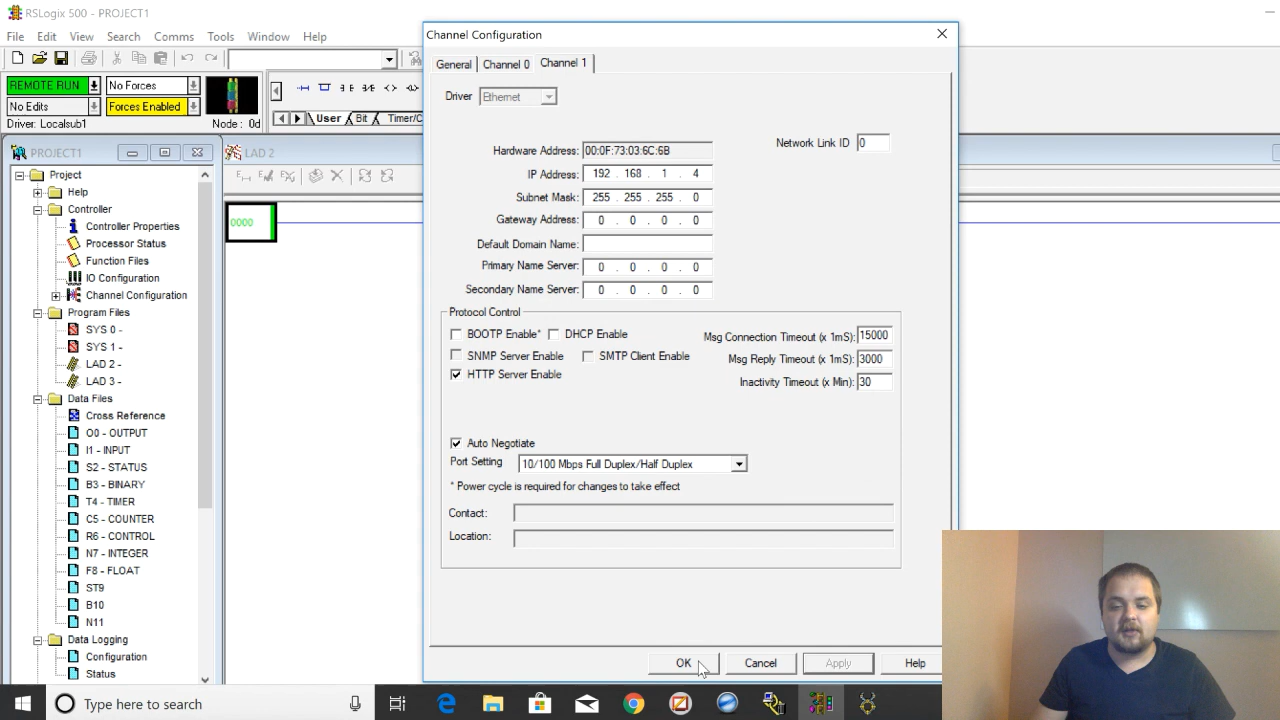 RSLogix 500 - PROJECT1
File Edit View Search Comms Tools Window Help
REMOTE RUN No Forces
No Edits Forces Enabled
Driver: Localsub1 Node : 0d
User Bit Timer/C
PROJECT1
LAD 2
0000
Project
Help
Controller
Controller Properties
Processor Status
Function Files
IO Configuration
Channel Configuration
Program Files
SYS 0 -
SYS 1 -
LAD 2 -
LAD 3 -
Data Files
Cross Reference
O0 - OUTPUT
I1 - INPUT
S2 - STATUS
B3 - BINARY
T4 - TIMER
C5 - COUNTER
R6 - CONTROL
N7 - INTEGER
F8 - FLOAT
ST9
B10
N11
Data Logging
Configuration
Status
Channel Configuration
General Channel 0 Channel 1
Driver Ethernet
Network Link ID 0
Hardware Address: 00:0F:73:03:6C:6B
IP Address: 192 . 168 . 1 . 4
Subnet Mask: 255 . 255 . 255 . 0
Gateway Address: 0 . 0 . 0 . 0
Default Domain Name:
Primary Name Server: 0 . 0 . 0 . 0
Secondary Name Server: 0 . 0 . 0 . 0
Protocol Control
BOOTP Enable* DHCP Enable Msg Connection Timeout (x 1mS): 15000
SNMP Server Enable SMTP Client Enable Msg Reply Timeout (x 1mS): 3000
HTTP Server Enable Inactivity Timeout (x Min): 30
Auto Negotiate
Port Setting 10/100 Mbps Full Duplex/Half Duplex
* Power cycle is required for changes to take effect
Contact:
Location:
OK Cancel Apply Help
Type here to search